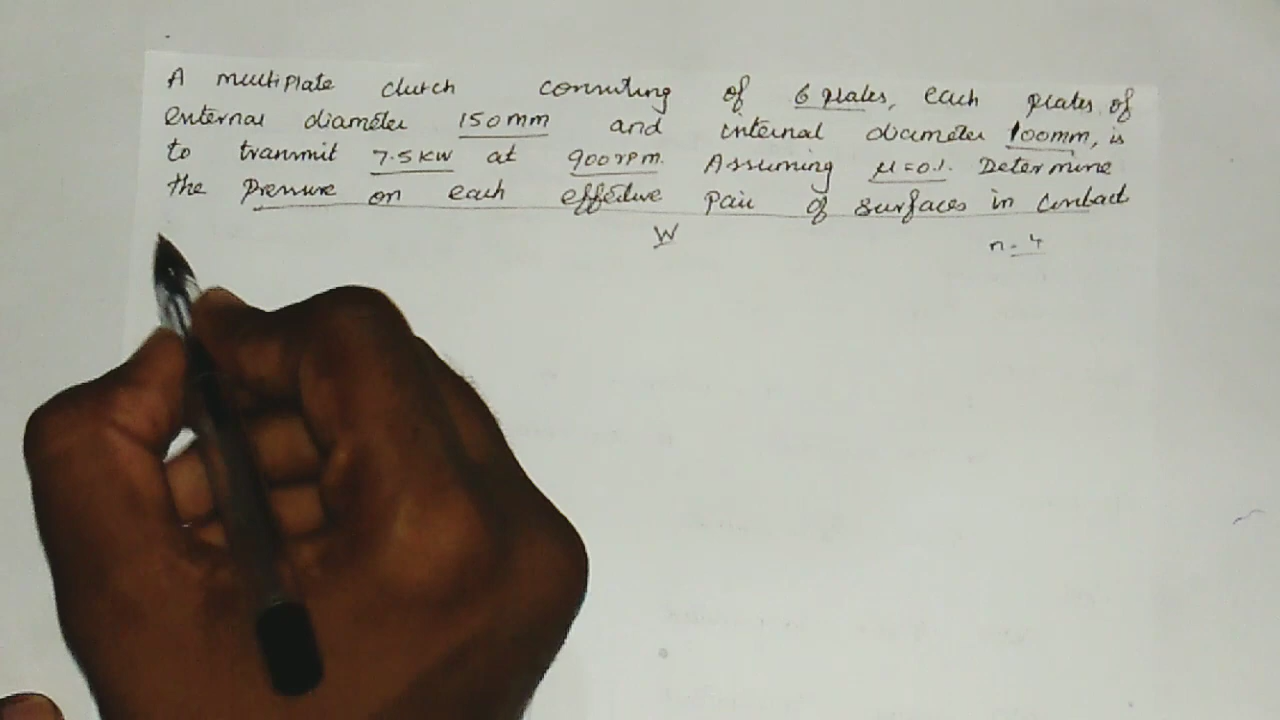 A multiplate clutch consisting of 6 plates, each plates of
external diameter 150mm and internal diameter 100mm, is
to transmit 7.5KW at 900rpm. Assuming μ=0.1. Determine
the pressure on each effective pair of surfaces in contact
W n=4